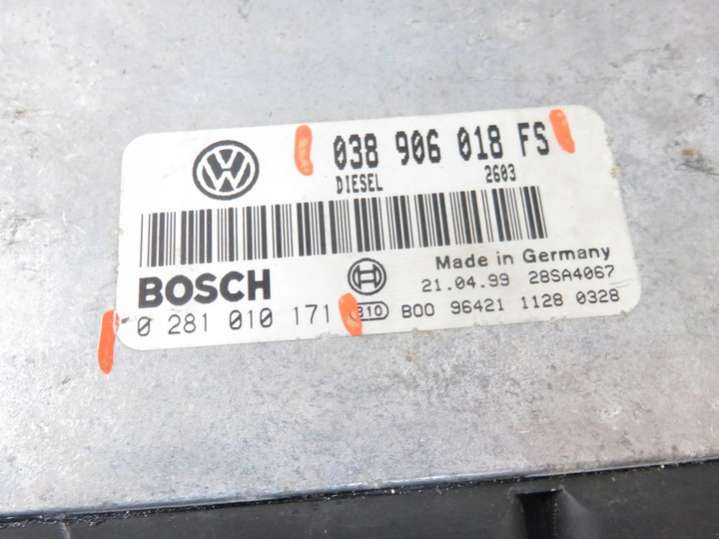 038 906 018 FS
DIESEL 2603
BOSCH Made in Germany
21.04.99 28SA4067
0 281 010 171 310 B00 96421 1128 0328